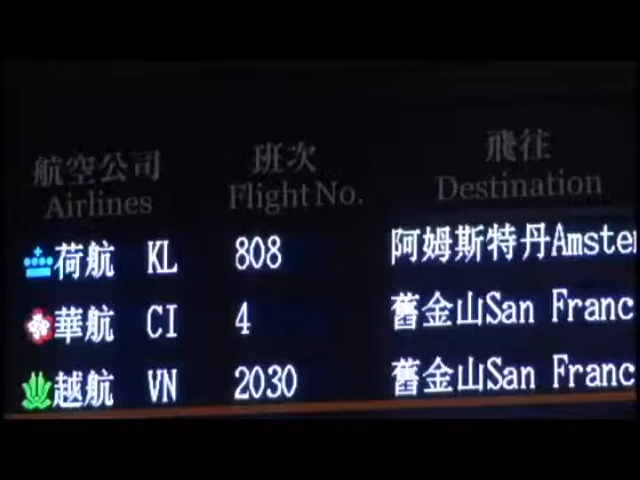 航空公司 班次 飛往
Airlines Flight No. Destination
荷航 KL 808 阿姆斯特丹Amste
華航 CI 4 舊金山San Franc
越航 VN 2030 舊金山San Franc